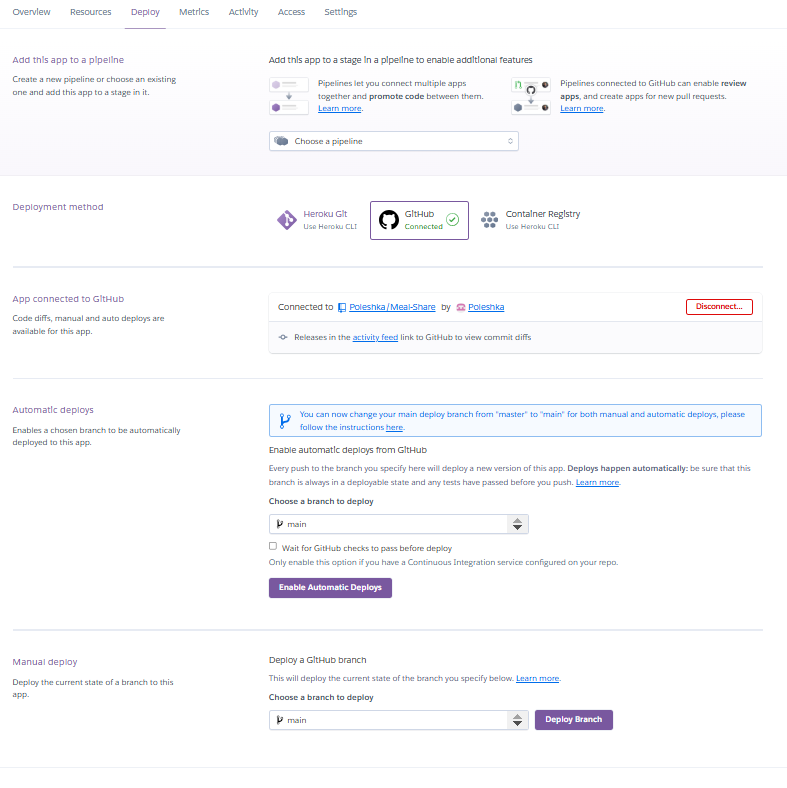 Overview Resources Deploy Metrics Activity Access Settings
Add this app to a pipeline
Create a new pipeline or choose an existing
one and add this app to a stage in it.
Add this app to a stage in a pipeline to enable additional features
Pipelines let you connect multiple apps
together and promote code between them.
Learn more.
Pipelines connected to GitHub can enable review
apps, and create apps for new pull requests.
Learn more.
Choose a pipeline
Deployment method
Heroku Git
Use Heroku CLI
GitHub
Connected
Container Registry
Use Heroku CLI
App connected to GitHub
Code diffs, manual and auto deploys are
available for this app.
Connected to Poleshka/Meal-Share by Poleshka
Disconnect...
Releases in the activity feed link to GitHub to view commit diffs
Automatic deploys
Enables a chosen branch to be automatically
deployed to this app.
You can now change your main deploy branch from "master" to "main" for both manual and automatic deploys, please
follow the instructions here.
Enable automatic deploys from GitHub
Every push to the branch you specify here will deploy a new version of this app. Deploys happen automatically: be sure that this
branch is always in a deployable state and any tests have passed before you push. Learn more.
Choose a branch to deploy
main
Wait for GitHub checks to pass before deploy
Only enable this option if you have a Continuous Integration service configured on your repo.
Enable Automatic Deploys
Manual deploy
Deploy the current state of a branch to this
app.
Deploy a GitHub branch
This will deploy the current state of the branch you specify below. Learn more.
Choose a branch to deploy
main
Deploy Branch